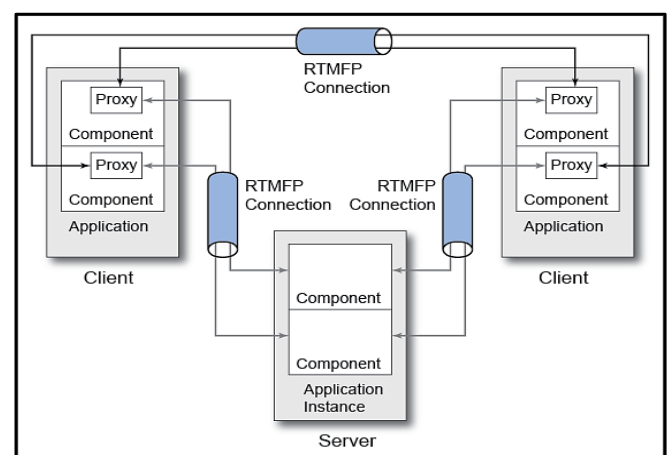 RTMFP
Connection
Proxy
Component
Proxy
Component
Application
Client
RTMFP
Connection
RTMFP
Connection
Proxy
Component
Proxy
Component
Application
Client
Component
Component
Application
Instance
Server